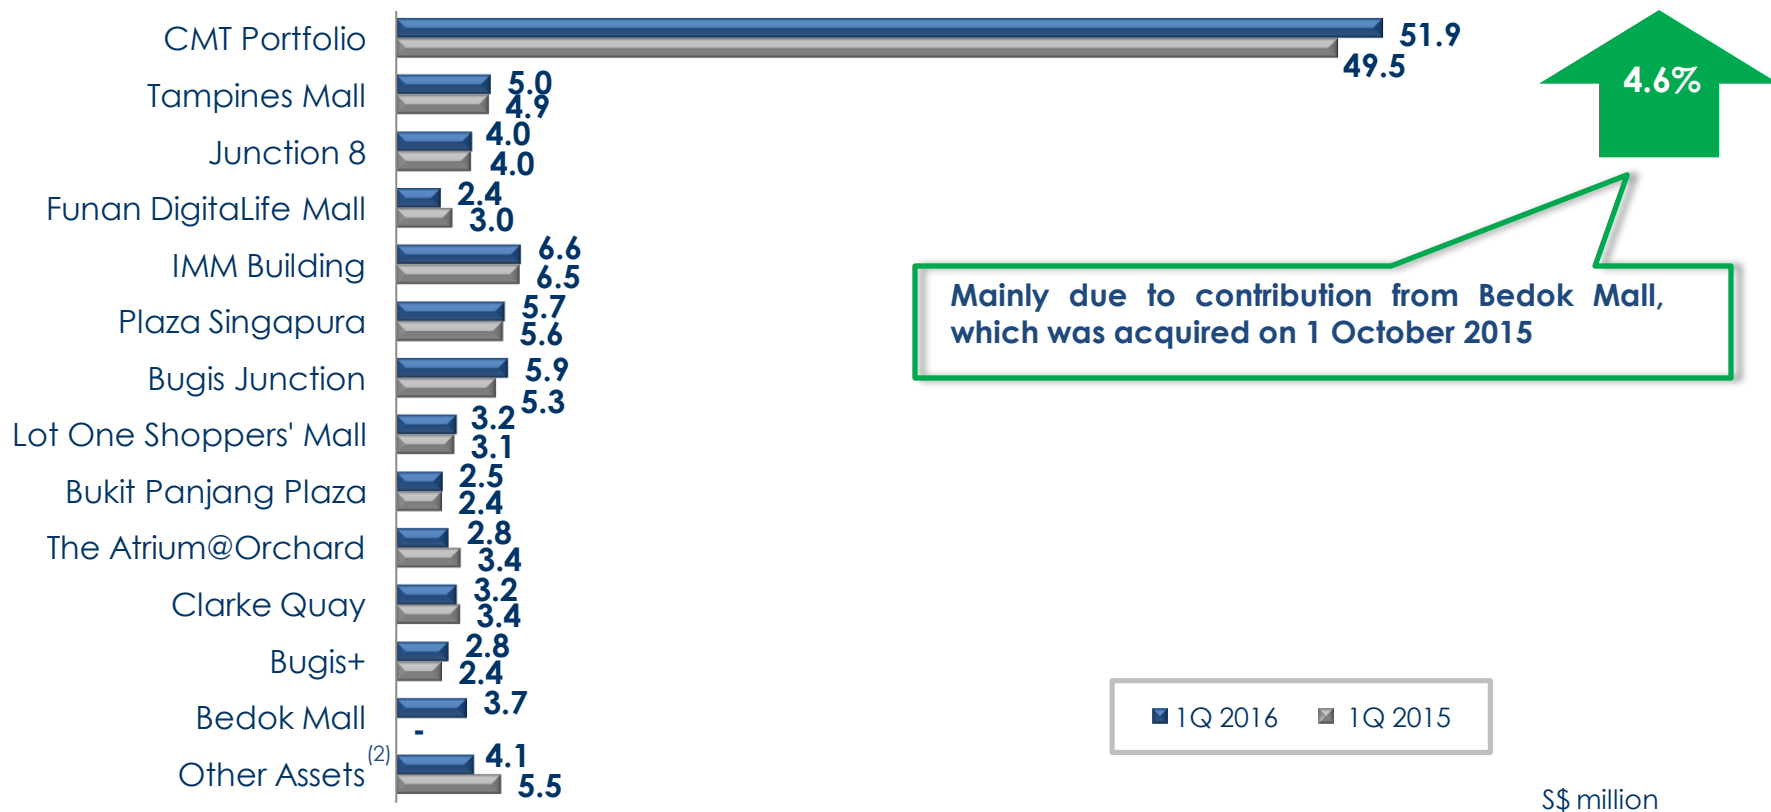 CMT Portfolio
51.9
49.5
4.6%
Tampines Mall
5.0
4.9
Junction 8
4.0
4.0
Funan DigitaLife Mall
2.4
3.0
IMM Building
6.6
6.5
Mainly due to contribution from Bedok Mall,
which was acquired on 1 October 2015
Plaza Singapura
5.7
5.6
Bugis Junction
5.9
5.3
Lot One Shoppers' Mall
3.2
3.1
Bukit Panjang Plaza
2.5
2.4
The Atrium@Orchard
2.8
3.4
Clarke Quay
3.2
3.4
Bugis+
2.8
2.4
Bedok Mall
3.7
-
1Q 2016 1Q 2015
Other Assets (2)
4.1
5.5
S$ million